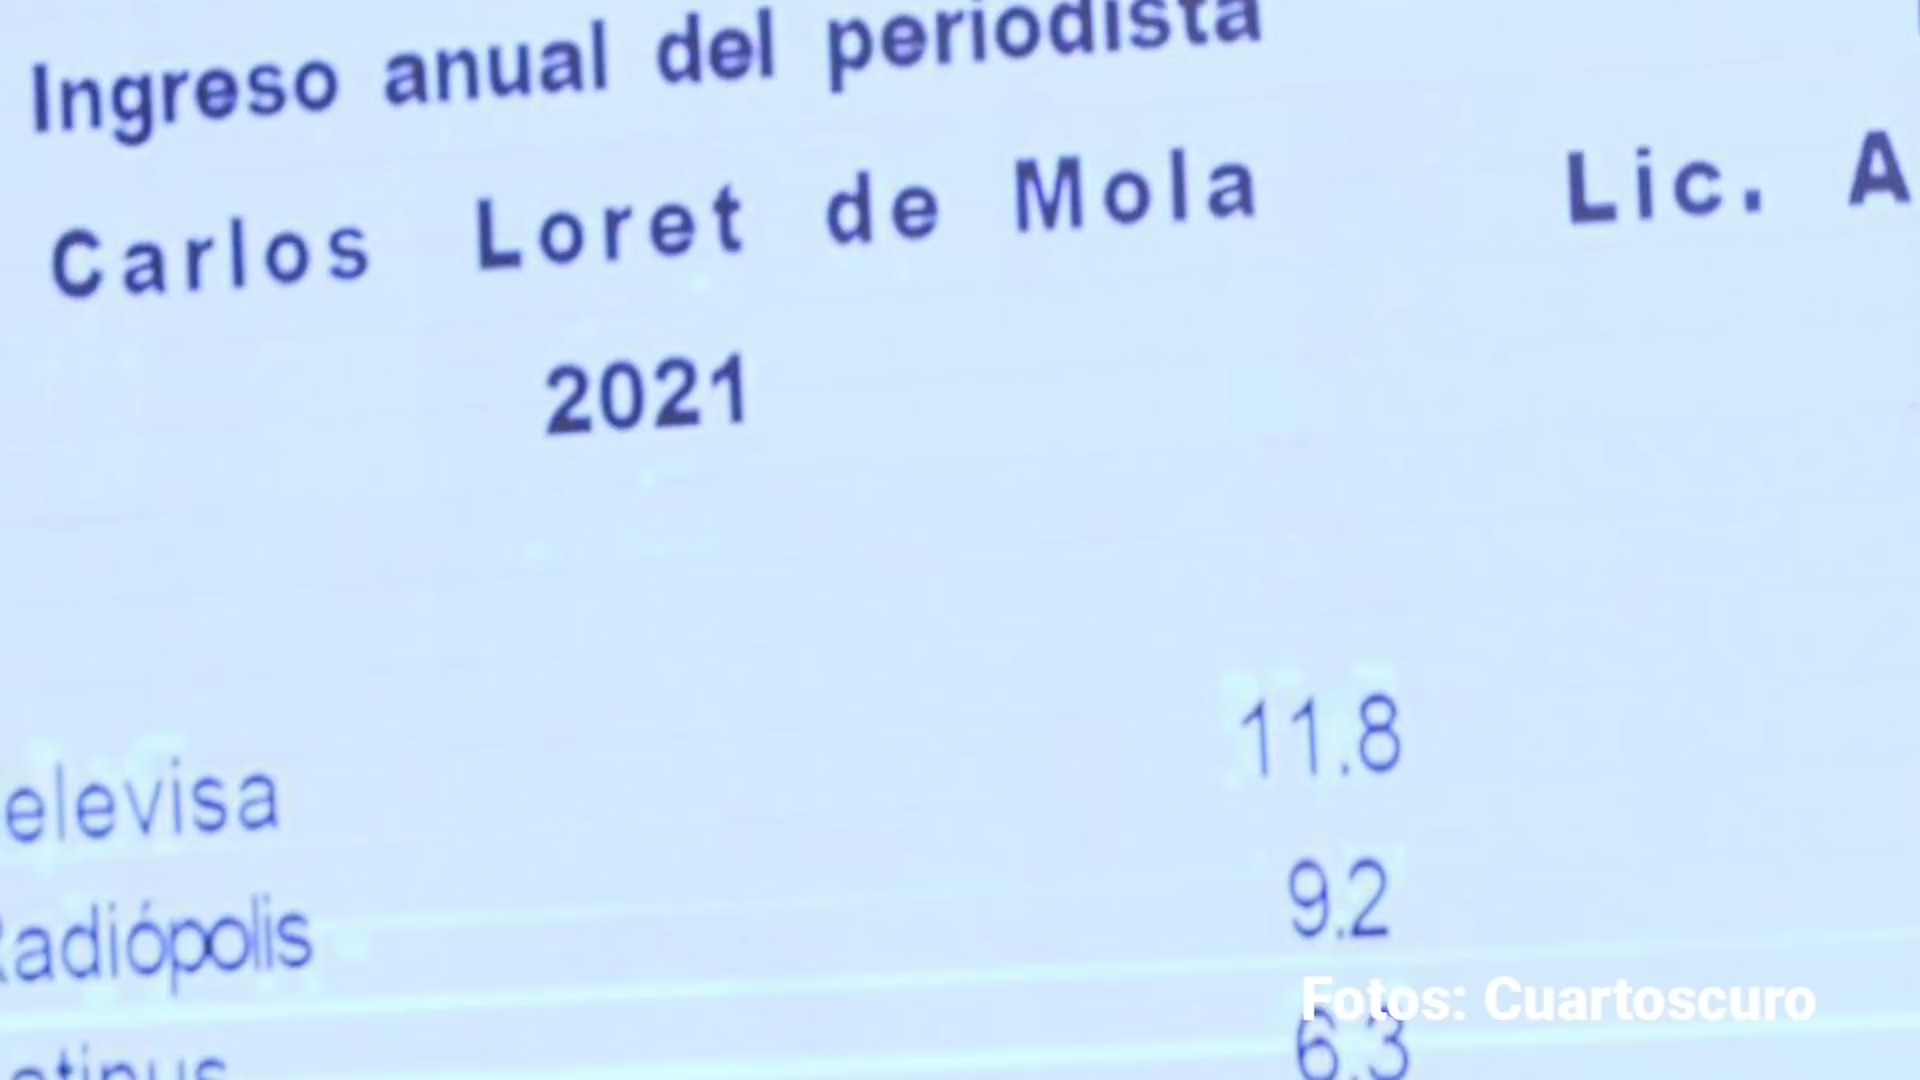 Ingreso anual del periodista
Carlos Loret de Mola
Lic. A
2021
elevisa 11.8
Radiópolis 9.2
6.3
Fotos: Cuartoscuro